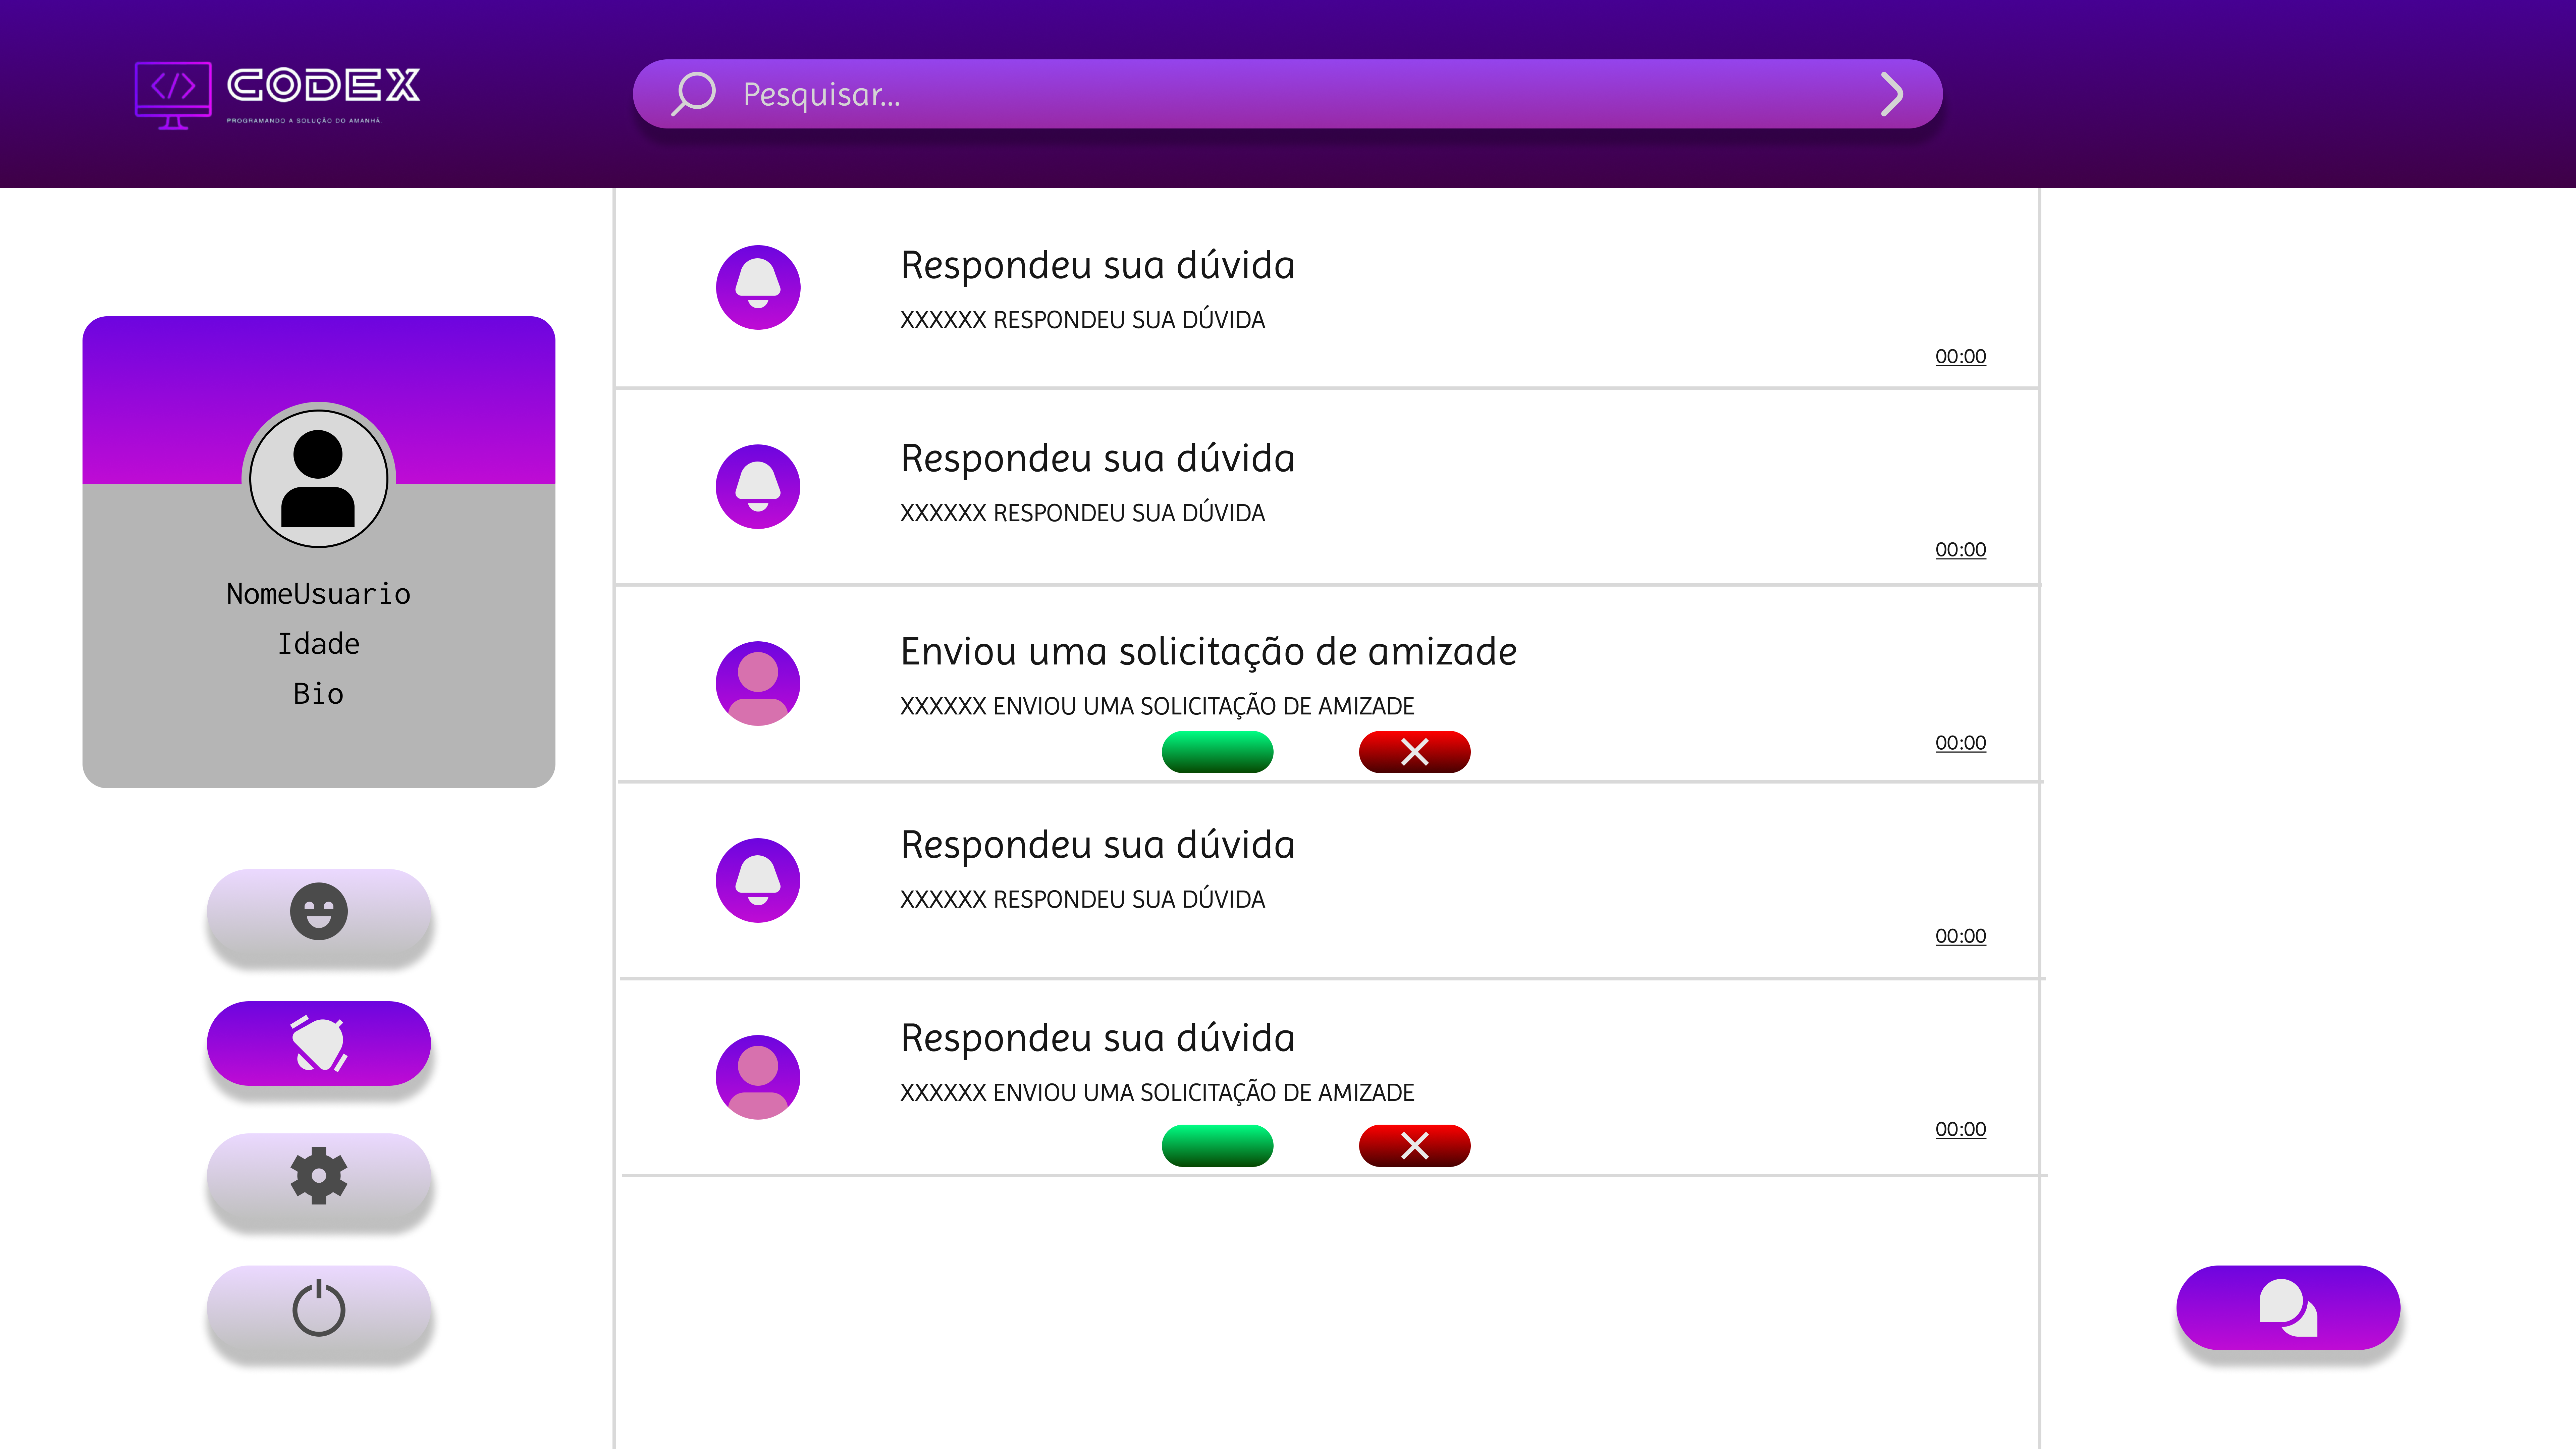 CODEX
PROGRAMANDO A SOLUÇÃO DO AMANHÃ
Pesquisar...
NomeUsuario
Idade
Bio
Respondeu sua dúvida
XXXXXX RESPONDEU SUA DÚVIDA
00:00
Respondeu sua dúvida
XXXXXX RESPONDEU SUA DÚVIDA
00:00
Enviou uma solicitação de amizade
XXXXXX ENVIOU UMA SOLICITAÇÃO DE AMIZADE
00:00
Respondeu sua dúvida
XXXXXX RESPONDEU SUA DÚVIDA
00:00
Respondeu sua dúvida
XXXXXX ENVIOU UMA SOLICITAÇÃO DE AMIZADE
00:00